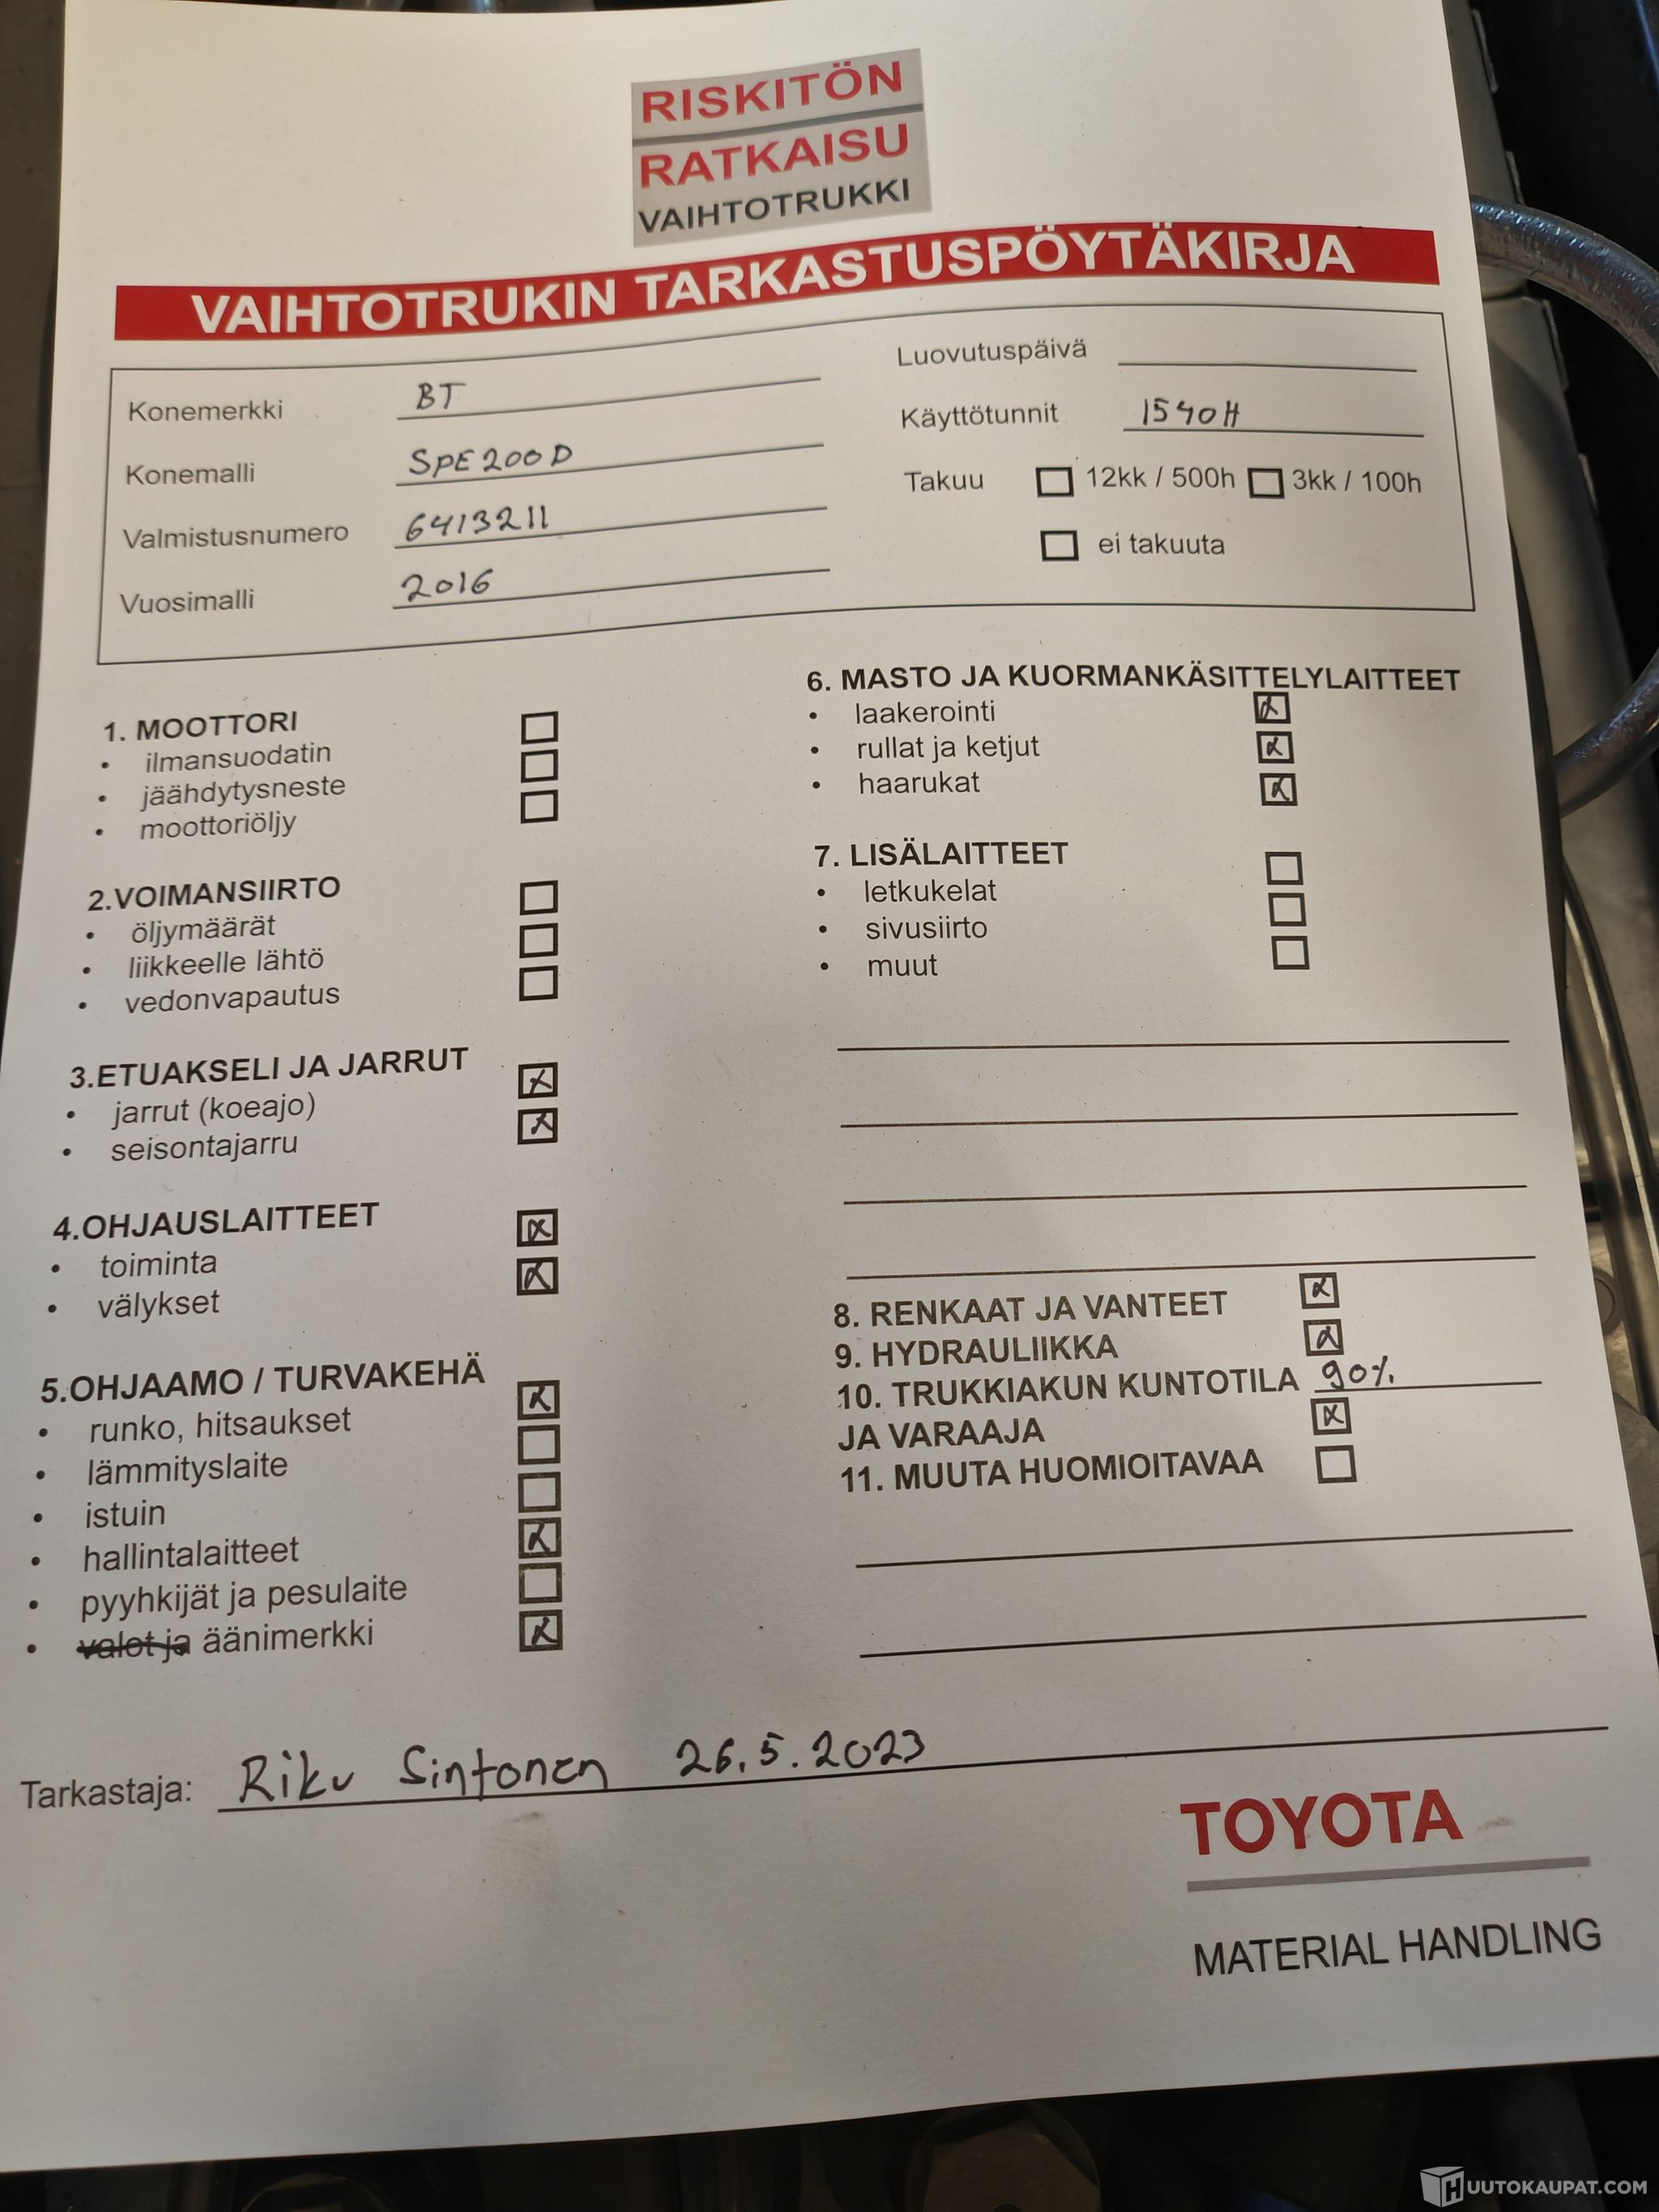 RISKITÖN
RATKAISU
VAIHTOTRUKKI
VAIHTOTRUKIN TARKASTUSPÖYTÄKIRJA
Konemerkki BT
Konemalli SPE200D
Valmistusnumero 6413211
Vuosimalli 2016
Luovutuspäivä
Käyttötunnit 1540H
Takuu 12kk / 500h 3kk / 100h
ei takuuta
1. MOOTTORI
• ilmansuodatin
• jäähdytysneste
• moottoriöljy
2.VOIMANSIIRTO
• öljymäärät
• liikkeelle lähtö
• vedonvapautus
3.ETUAKSELI JA JARRUT
• jarrut (koeajo)
• seisontajarru
4.OHJAUSLAITTEET
• toiminta
• välykset
5.OHJAAMO / TURVAKEHÄ
• runko, hitsaukset
• lämmityslaite
• istuin
• hallintalaitteet
• pyyhkijät ja pesulaite
• valot ja äänimerkki
6. MASTO JA KUORMANKÄSITTELYLAITTEET
• laakerointi
• rullat ja ketjut
• haarukat
7. LISÄLAITTEET
• letkukelat
• sivusiirto
• muut
8. RENKAAT JA VANTEET
9. HYDRAULIIKKA
10. TRUKKIAKUN KUNTOTILA 90%
JA VARAAJA
11. MUUTA HUOMIOITAVAA
Tarkastaja: Riku Sintonen 26.5.2023
TOYOTA
MATERIAL HANDLING
HUUTOKAUPAT.COM